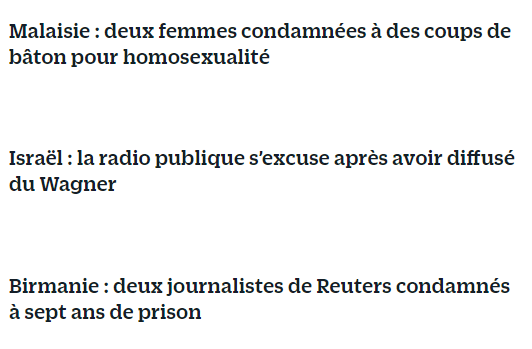 Malaisie : deux femmes condamnées à des coups de
bâton pour homosexualité
Israël : la radio publique s’excuse après avoir diffusé
du Wagner
Birmanie : deux journalistes de Reuters condamnés
à sept ans de prison